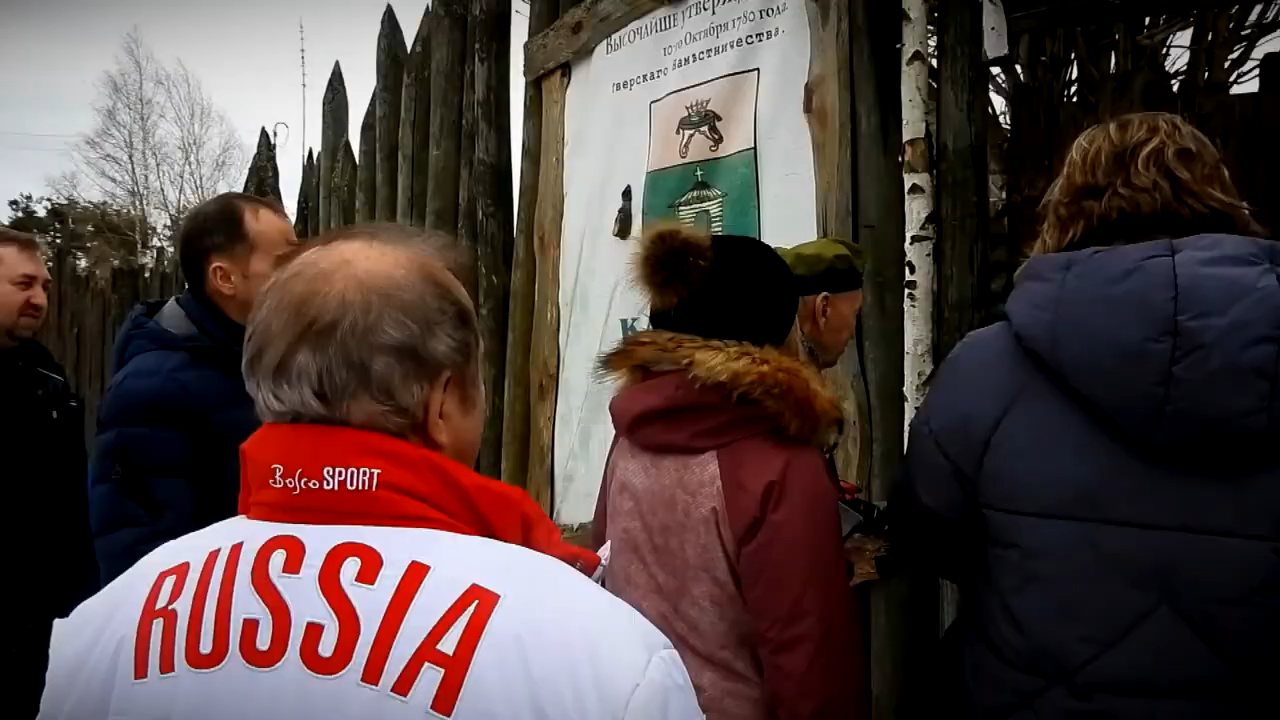 Высочайше утверж
10го Октября 1780 года.
тверскаго Намѣстничества.
К
Bosco SPORT
RUSSIA